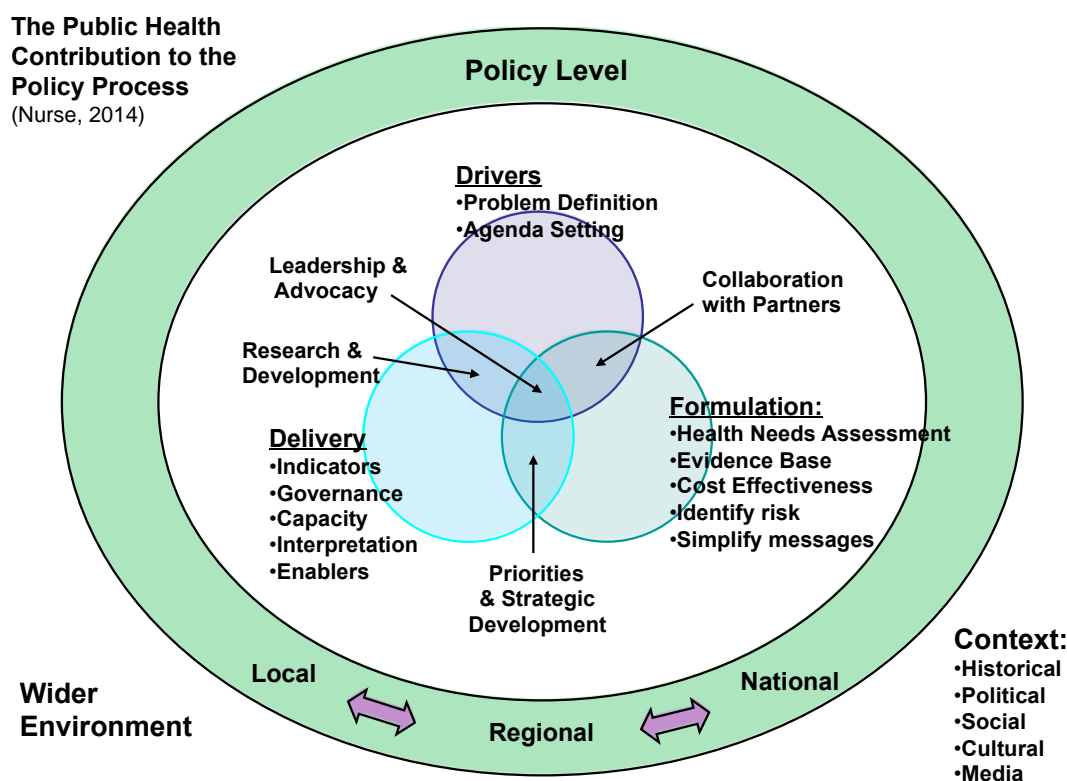 The Public Health
Contribution to the
Policy Process
(Nurse, 2014)
Policy Level
Drivers
•Problem Definition
•Agenda Setting
Leadership &
Advocacy
Collaboration
with Partners
Research &
Development
Delivery
•Indicators
•Governance
•Capacity
•Interpretation
•Enablers
Formulation:
•Health Needs Assessment
•Evidence Base
•Cost Effectiveness
•Identify risk
•Simplify messages
Priorities
& Strategic
Development
Local
Regional
National
Wider
Environment
Context:
•Historical
•Political
•Social
•Cultural
•Media